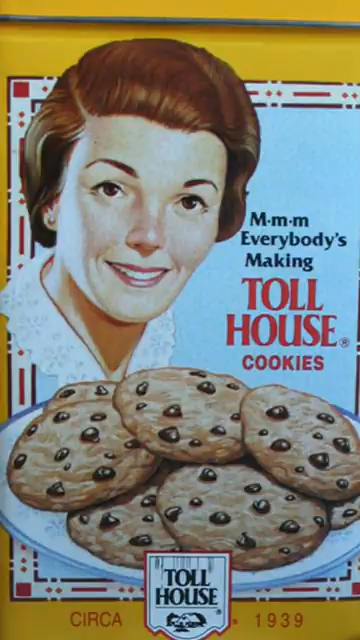 M·m·m
Everybody's
Making
TOLL
HOUSE®
COOKIES
TOLL
HOUSE®
CIRCA 1939